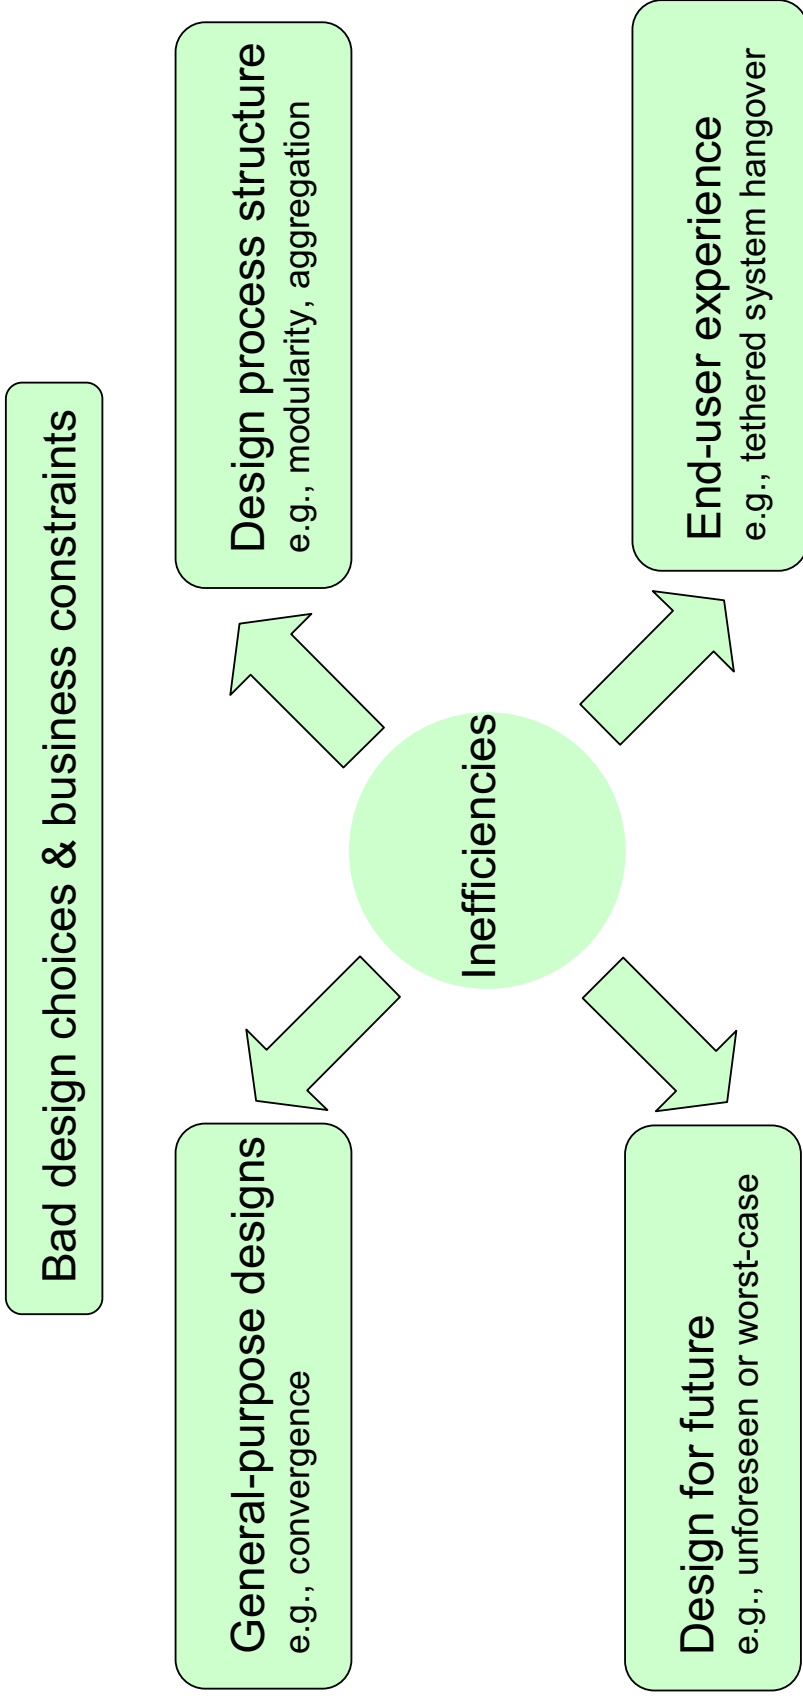 Bad design choices & business constraints
General-purpose designs
e.g., convergence
Design process structure
e.g., modularity, aggregation
Inefficiencies
Design for future
e.g., unforeseen or worst-case
End-user experience
e.g., tethered system hangover